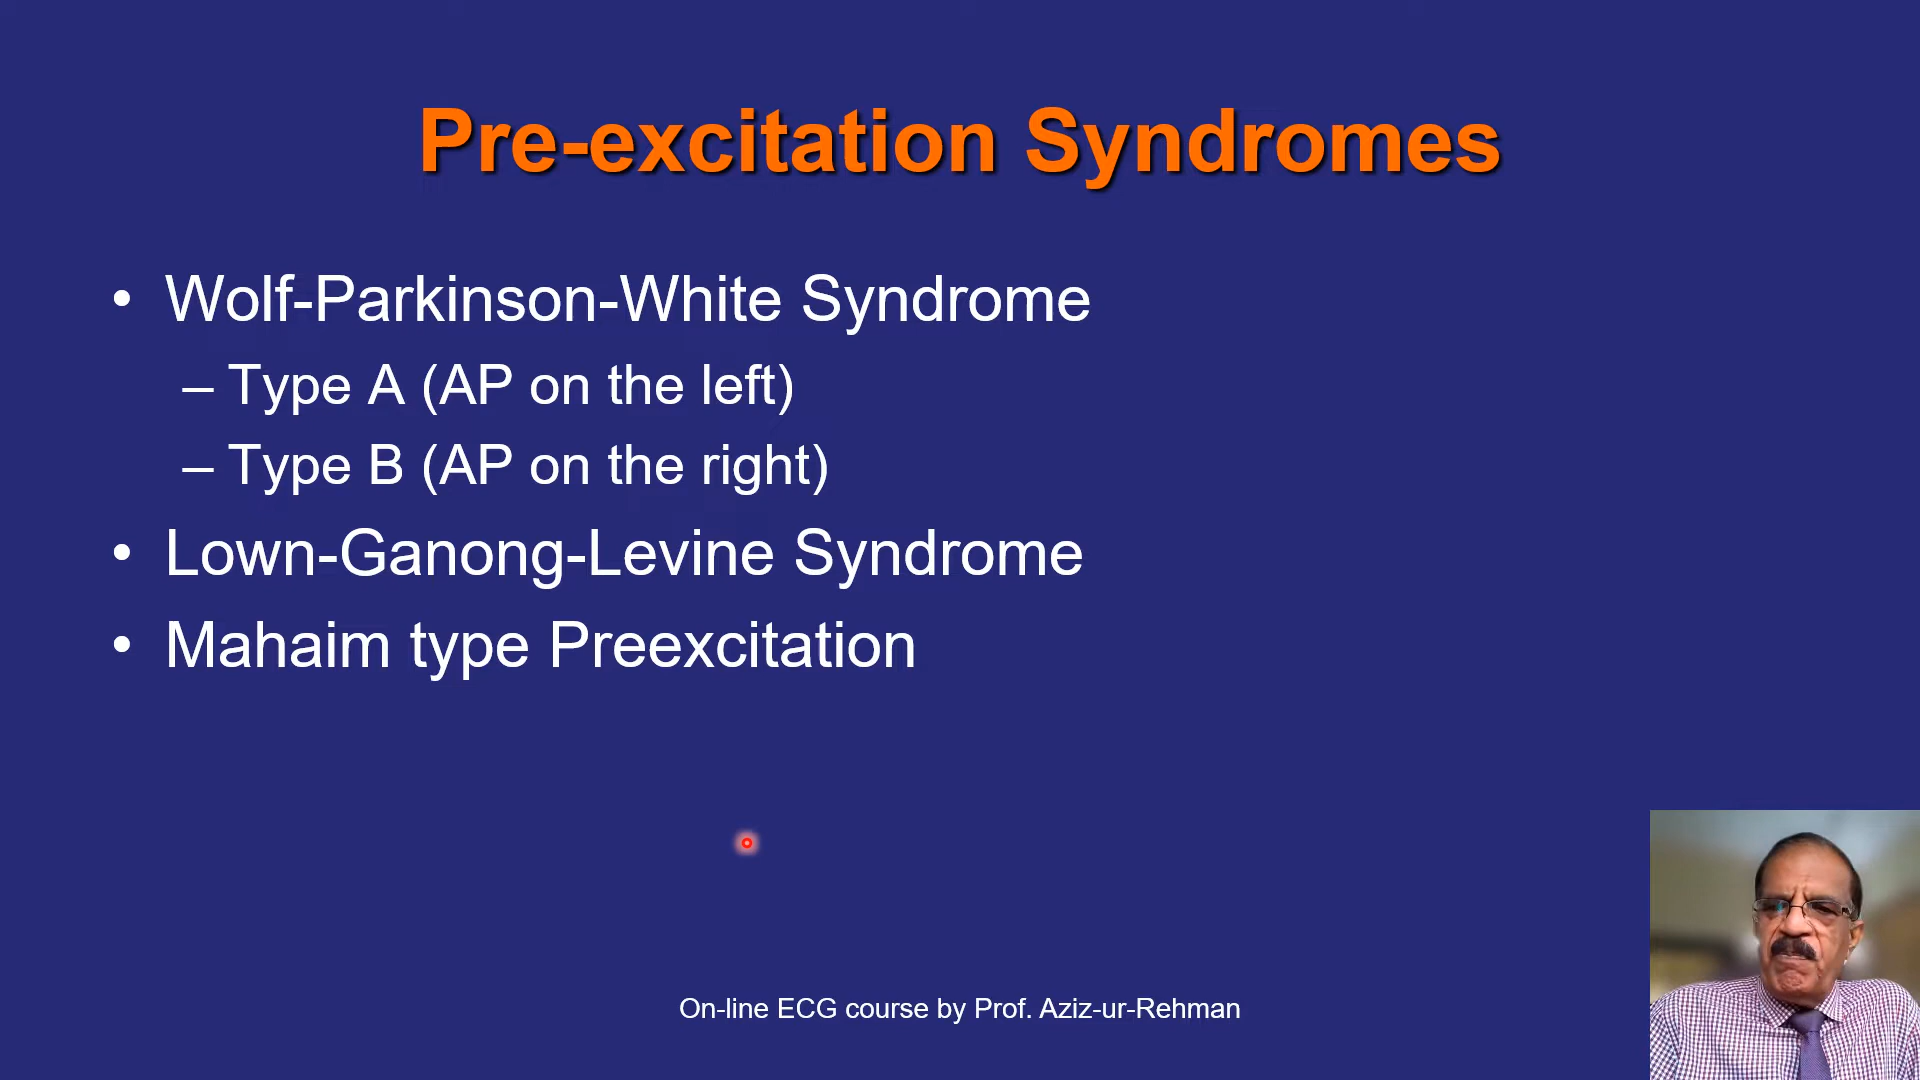 Pre-excitation Syndromes
• Wolf-Parkinson-White Syndrome
– Type A (AP on the left)
– Type B (AP on the right)
• Lown-Ganong-Levine Syndrome
• Mahaim type Preexcitation
On-line ECG course by Prof. Aziz-ur-Rehman